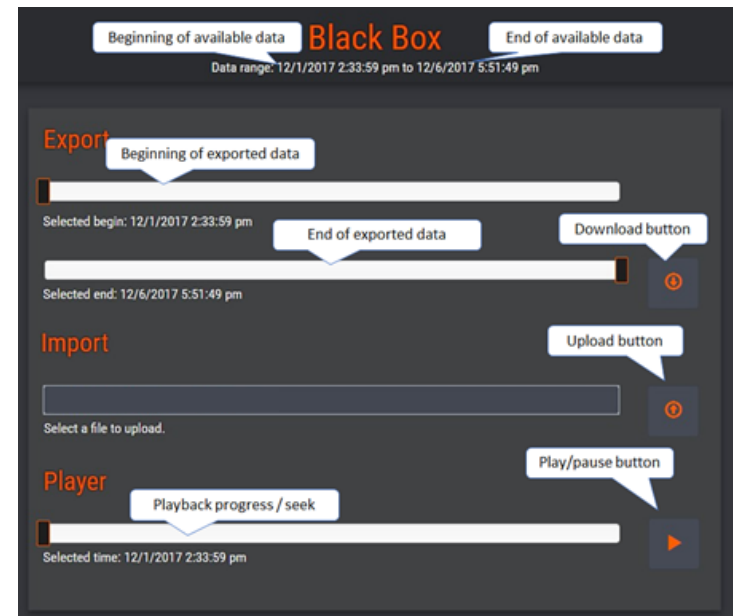 Beginning of available data
Black Box
End of available data
Data range: 12/1/2017 2:33:59 pm to 12/6/2017 5:51:49 pm
Export
Beginning of exported data
Selected begin: 12/1/2017 2:33:59 pm
End of exported data
Download button
Selected end: 12/6/2017 5:51:49 pm
Import
Upload button
Select a file to upload.
Play/pause button
Player
Playback progress / seek
Selected time: 12/1/2017 2:33:59 pm